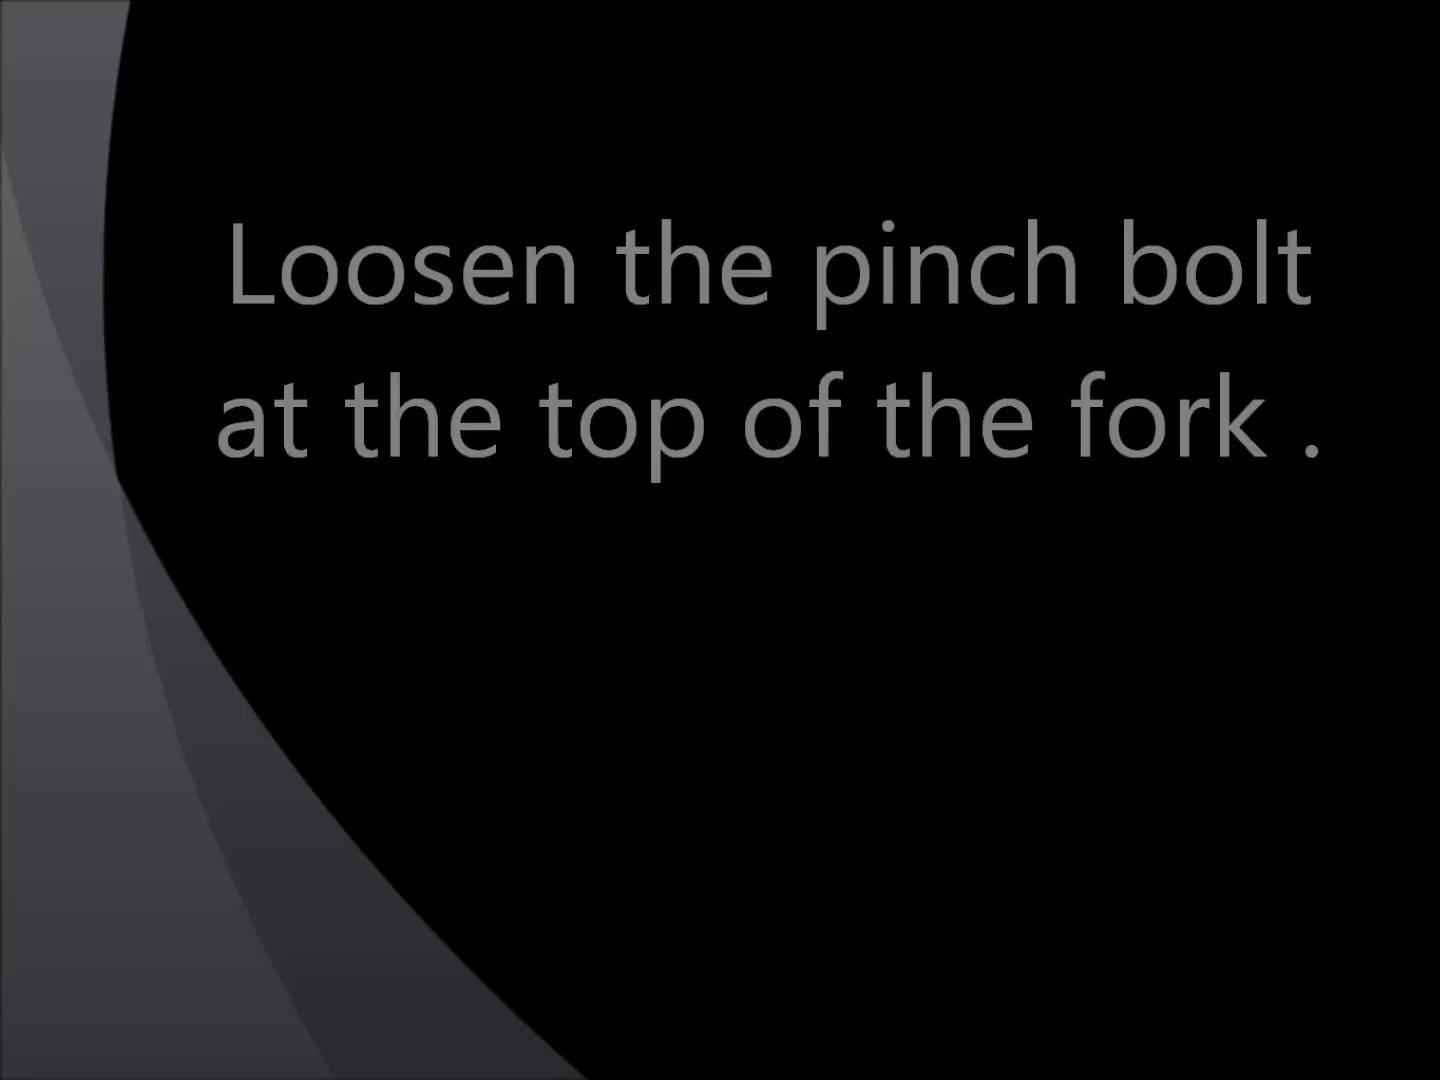 Loosen the pinch bolt
at the top of the fork .